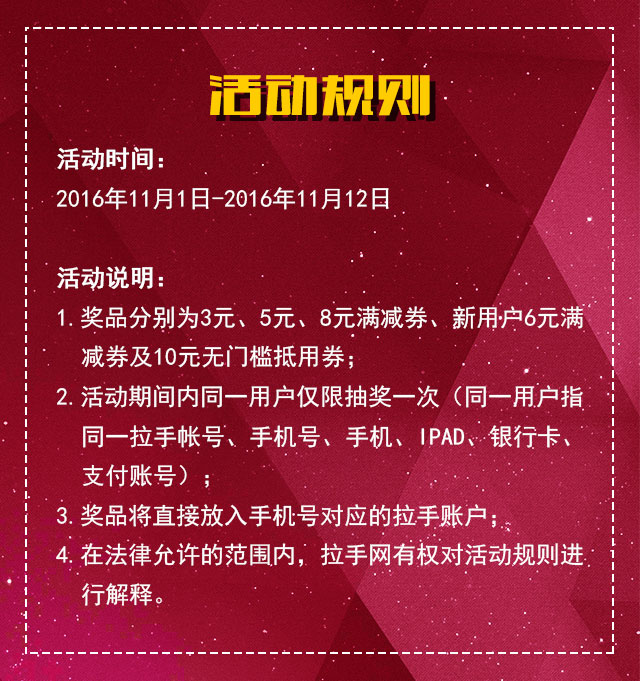 活动规则
活动时间：
2016年11月1日-2016年11月12日
活动说明：
1. 奖品分别为3元、5元、8元满减券、新用户6元满
减券及10元无门槛抵用券；
2. 活动期间内同一用户仅限抽奖一次（同一用户指
同一拉手帐号、手机号、手机、IPAD、银行卡、
支付账号）；
3. 奖品将直接放入手机号对应的拉手账户；
4. 在法律允许的范围内，拉手网有权对活动规则进
行解释。